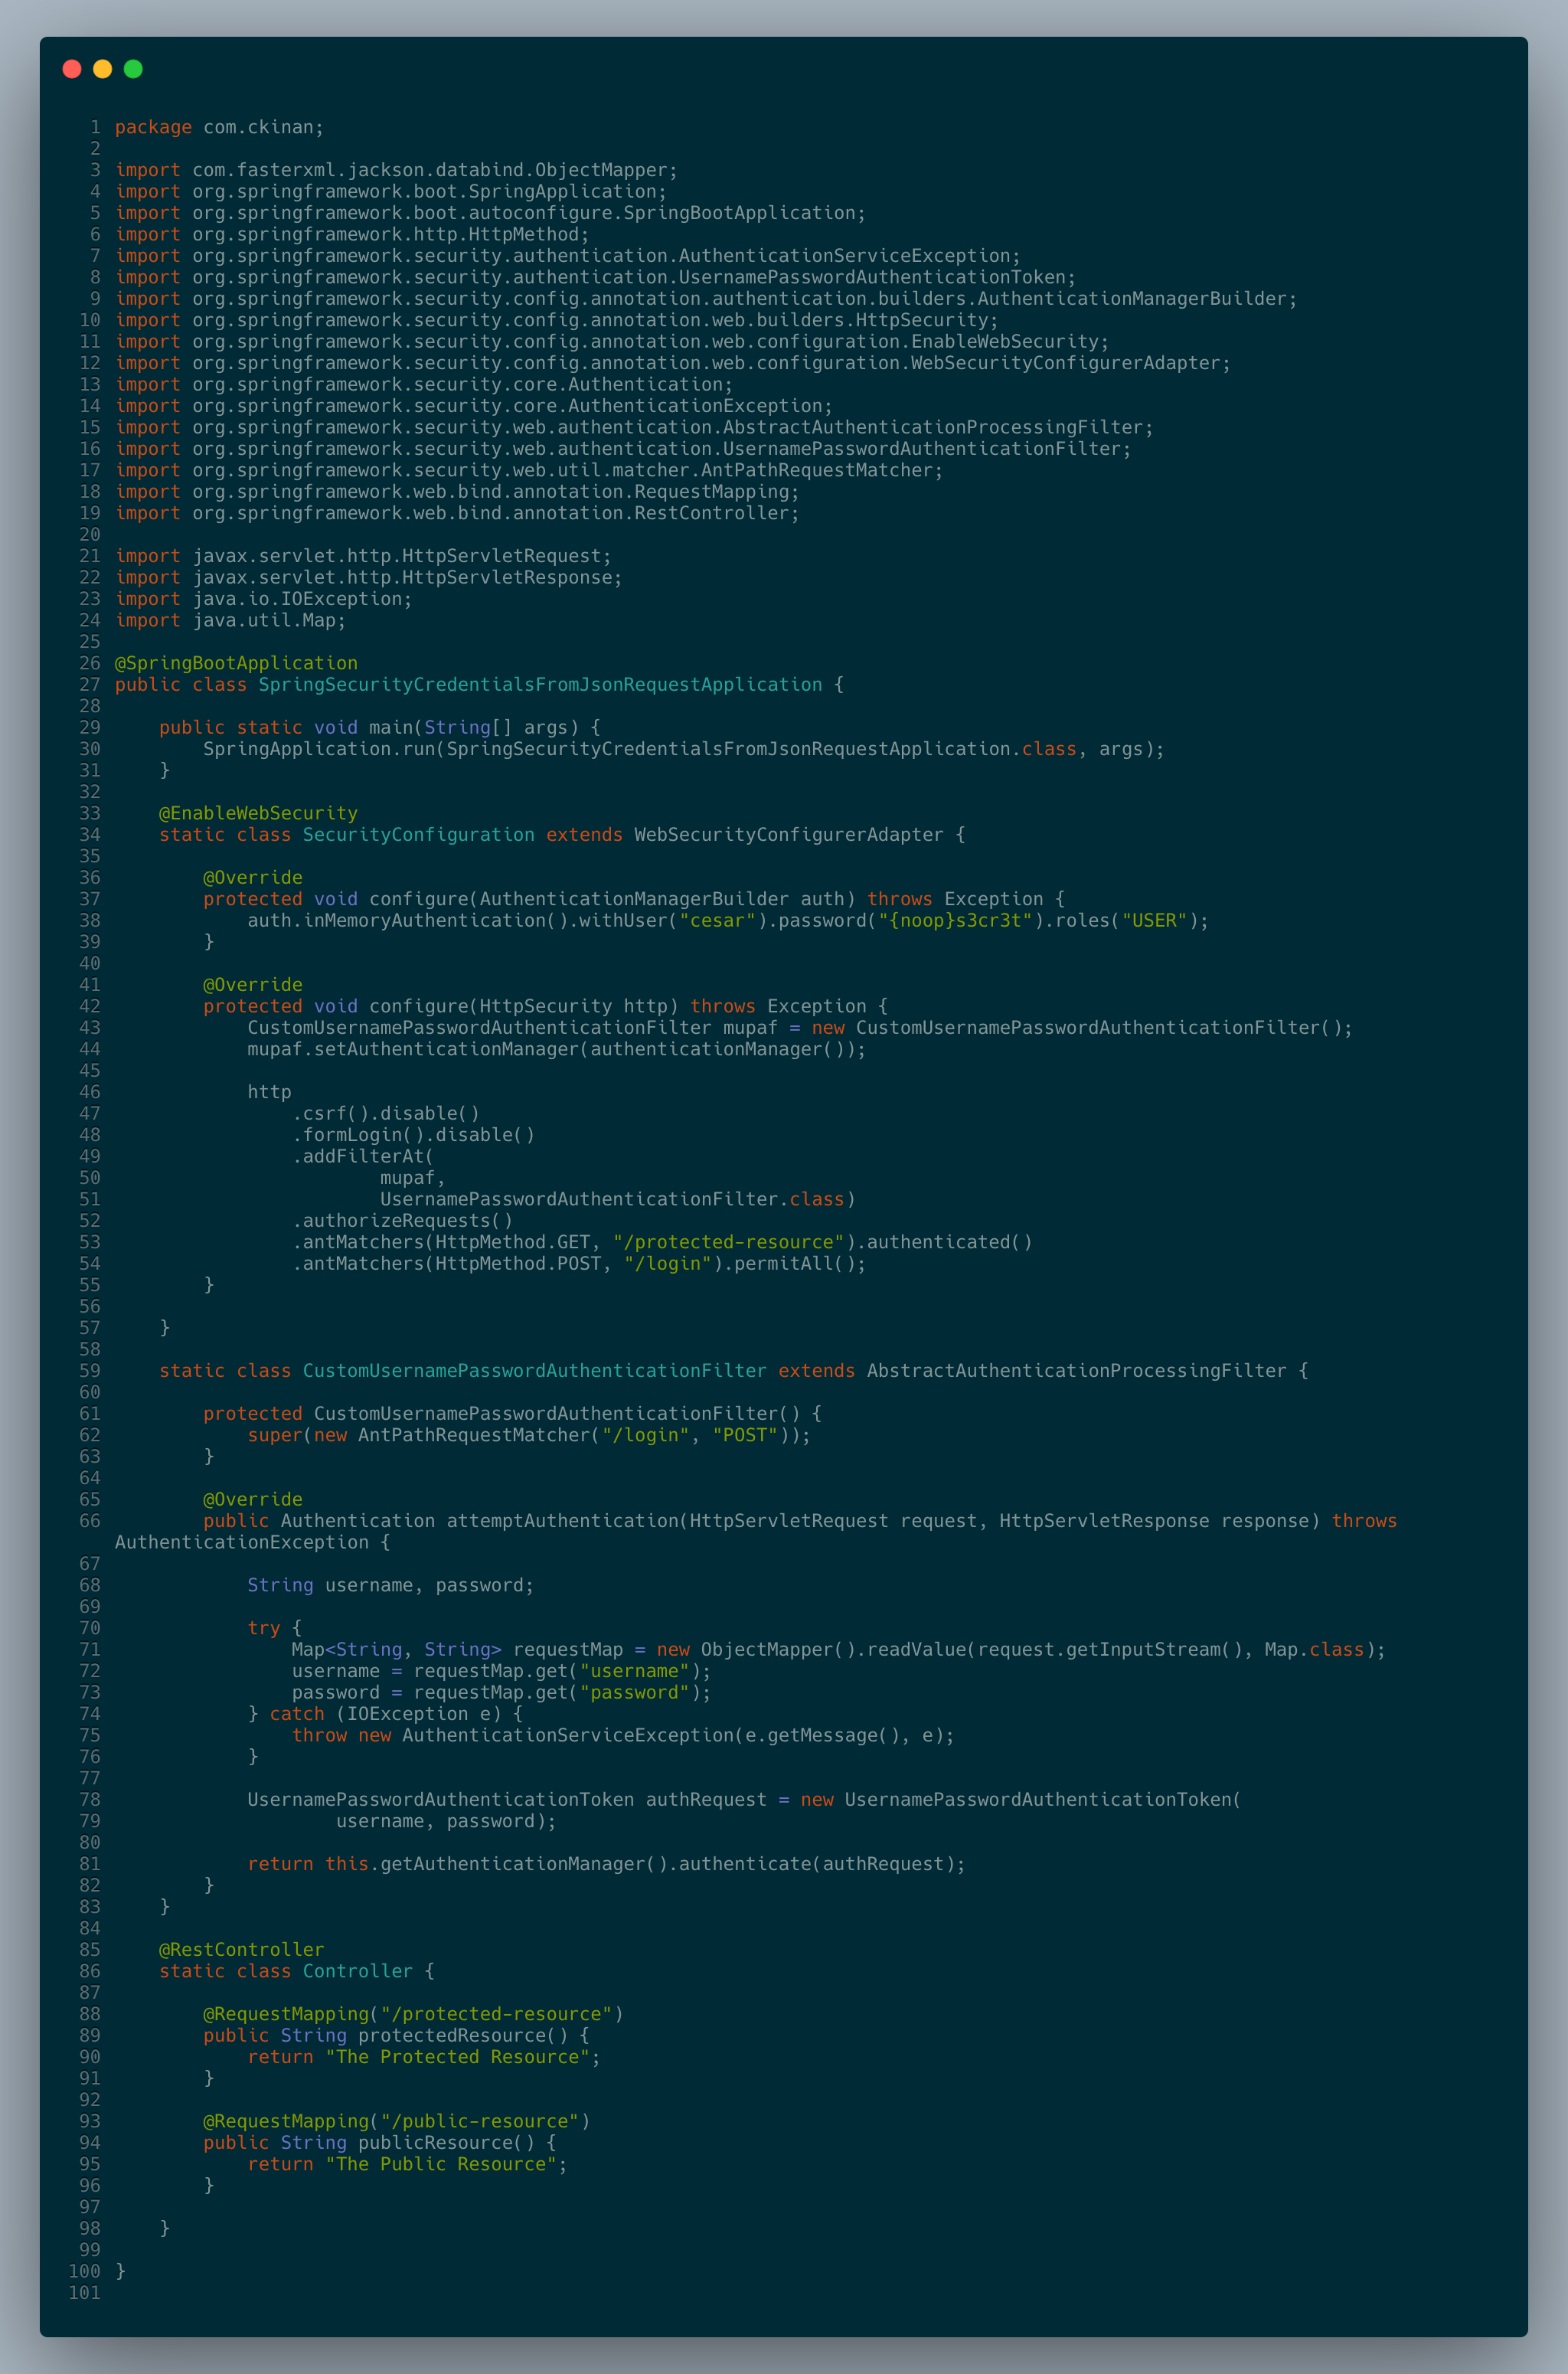 1 package com.ckinan;
2
3 import com.fasterxml.jackson.databind.ObjectMapper;
4 import org.springframework.boot.SpringApplication;
5 import org.springframework.boot.autoconfigure.SpringBootApplication;
6 import org.springframework.http.HttpMethod;
7 import org.springframework.security.authentication.AuthenticationServiceException;
8 import org.springframework.security.authentication.UsernamePasswordAuthenticationToken;
9 import org.springframework.security.config.annotation.authentication.builders.AuthenticationManagerBuilder;
10 import org.springframework.security.config.annotation.web.builders.HttpSecurity;
11 import org.springframework.security.config.annotation.web.configuration.EnableWebSecurity;
12 import org.springframework.security.config.annotation.web.configuration.WebSecurityConfigurerAdapter;
13 import org.springframework.security.core.Authentication;
14 import org.springframework.security.core.AuthenticationException;
15 import org.springframework.security.web.authentication.AbstractAuthenticationProcessingFilter;
16 import org.springframework.security.web.authentication.UsernamePasswordAuthenticationFilter;
17 import org.springframework.security.web.util.matcher.AntPathRequestMatcher;
18 import org.springframework.web.bind.annotation.RequestMapping;
19 import org.springframework.web.bind.annotation.RestController;
20
21 import javax.servlet.http.HttpServletRequest;
22 import javax.servlet.http.HttpServletResponse;
23 import java.io.IOException;
24 import java.util.Map;
25
26 @SpringBootApplication
27 public class SpringSecurityCredentialsFromJsonRequestApplication {
28
29     public static void main(String[] args) {
30         SpringApplication.run(SpringSecurityCredentialsFromJsonRequestApplication.class, args);
31     }
32
33     @EnableWebSecurity
34     static class SecurityConfiguration extends WebSecurityConfigurerAdapter {
35
36         @Override
37         protected void configure(AuthenticationManagerBuilder auth) throws Exception {
38             auth.inMemoryAuthentication().withUser("cesar").password("{noop}s3cr3t").roles("USER");
39         }
40
41         @Override
42         protected void configure(HttpSecurity http) throws Exception {
43             CustomUsernamePasswordAuthenticationFilter mupaf = new CustomUsernamePasswordAuthenticationFilter();
44             mupaf.setAuthenticationManager(authenticationManager());
45
46             http
47                 .csrf().disable()
48                 .formLogin().disable()
49                 .addFilterAt(
50                         mupaf,
51                         UsernamePasswordAuthenticationFilter.class)
52                 .authorizeRequests()
53                 .antMatchers(HttpMethod.GET, "/protected-resource").authenticated()
54                 .antMatchers(HttpMethod.POST, "/login").permitAll();
55         }
56
57     }
58
59     static class CustomUsernamePasswordAuthenticationFilter extends AbstractAuthenticationProcessingFilter {
60
61         protected CustomUsernamePasswordAuthenticationFilter() {
62             super(new AntPathRequestMatcher("/login", "POST"));
63         }
64
65         @Override
66         public Authentication attemptAuthentication(HttpServletRequest request, HttpServletResponse response) throws
AuthenticationException {
67
68             String username, password;
69
70             try {
71                 Map<String, String> requestMap = new ObjectMapper().readValue(request.getInputStream(), Map.class);
72                 username = requestMap.get("username");
73                 password = requestMap.get("password");
74             } catch (IOException e) {
75                 throw new AuthenticationServiceException(e.getMessage(), e);
76             }
77
78             UsernamePasswordAuthenticationToken authRequest = new UsernamePasswordAuthenticationToken(
79                     username, password);
80
81             return this.getAuthenticationManager().authenticate(authRequest);
82         }
83     }
84
85     @RestController
86     static class Controller {
87
88         @RequestMapping("/protected-resource")
89         public String protectedResource() {
90             return "The Protected Resource";
91         }
92
93         @RequestMapping("/public-resource")
94         public String publicResource() {
95             return "The Public Resource";
96         }
97
98     }
99
100 }
101